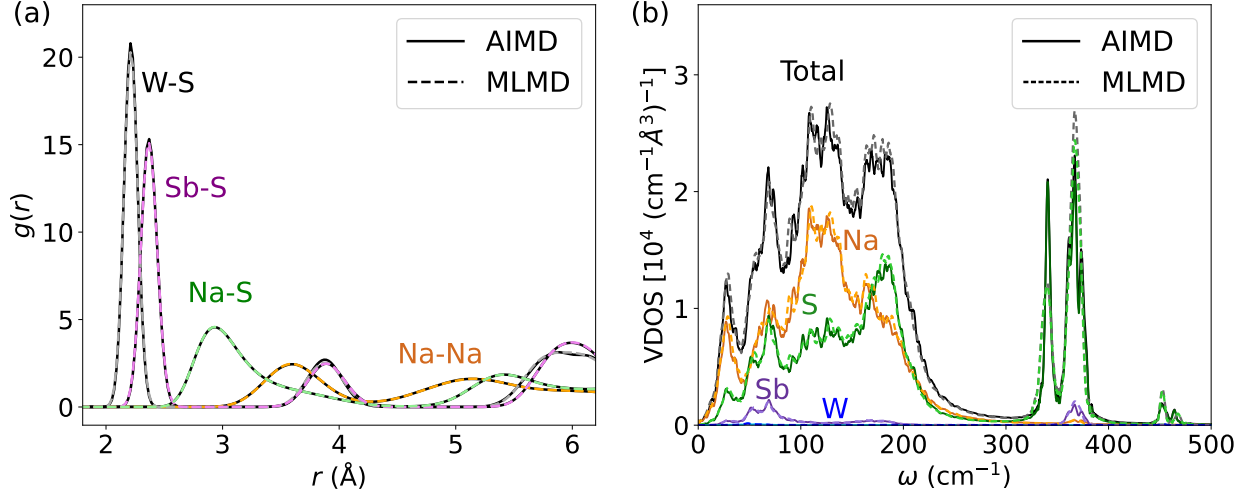 (a)
AIMD
MLMD
W-S
Sb-S
Na-S
Na-Na
20
15
10
5
0
g(r)
2
3
4
5
6
r (Å)
(b)
AIMD
MLMD
Total
Na
S
Sb
W
3
2
1
0
VDOS [10⁴ (cm⁻¹Å³)⁻¹]
0
100
200
300
400
500
ω (cm⁻¹)